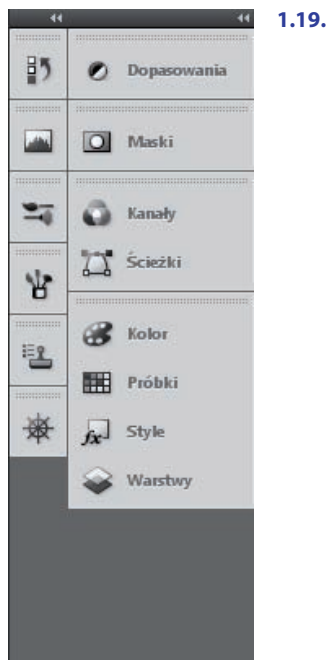 1.19.
Dopasowania
Maski
Kanały
Ścieżki
Kolor
Próbki
Style
Warstwy